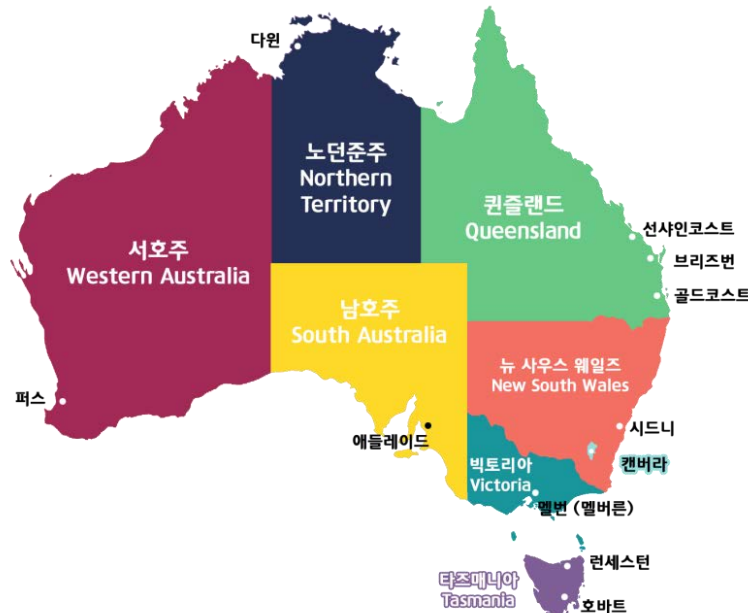 다윈
노던준주
Northern
Territory
퀸즐랜드
Queensland
선샤인코스트
서호주
Western Australia
브리즈번
골드코스트
남호주
South Australia
뉴 사우스 웨일즈
New South Wales
퍼스
시드니
애들레이드
캔버라
빅토리아
Victoria
멜번 (멜버른)
런세스턴
타즈매니아
Tasmania
호바트